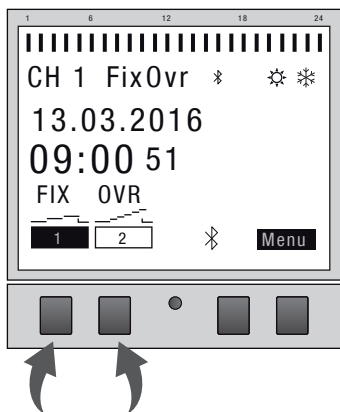 1 6 12 18 24
CH 1 FixOvr
13.03.2016
09:00 51
FIX OVR
1 2 Menu